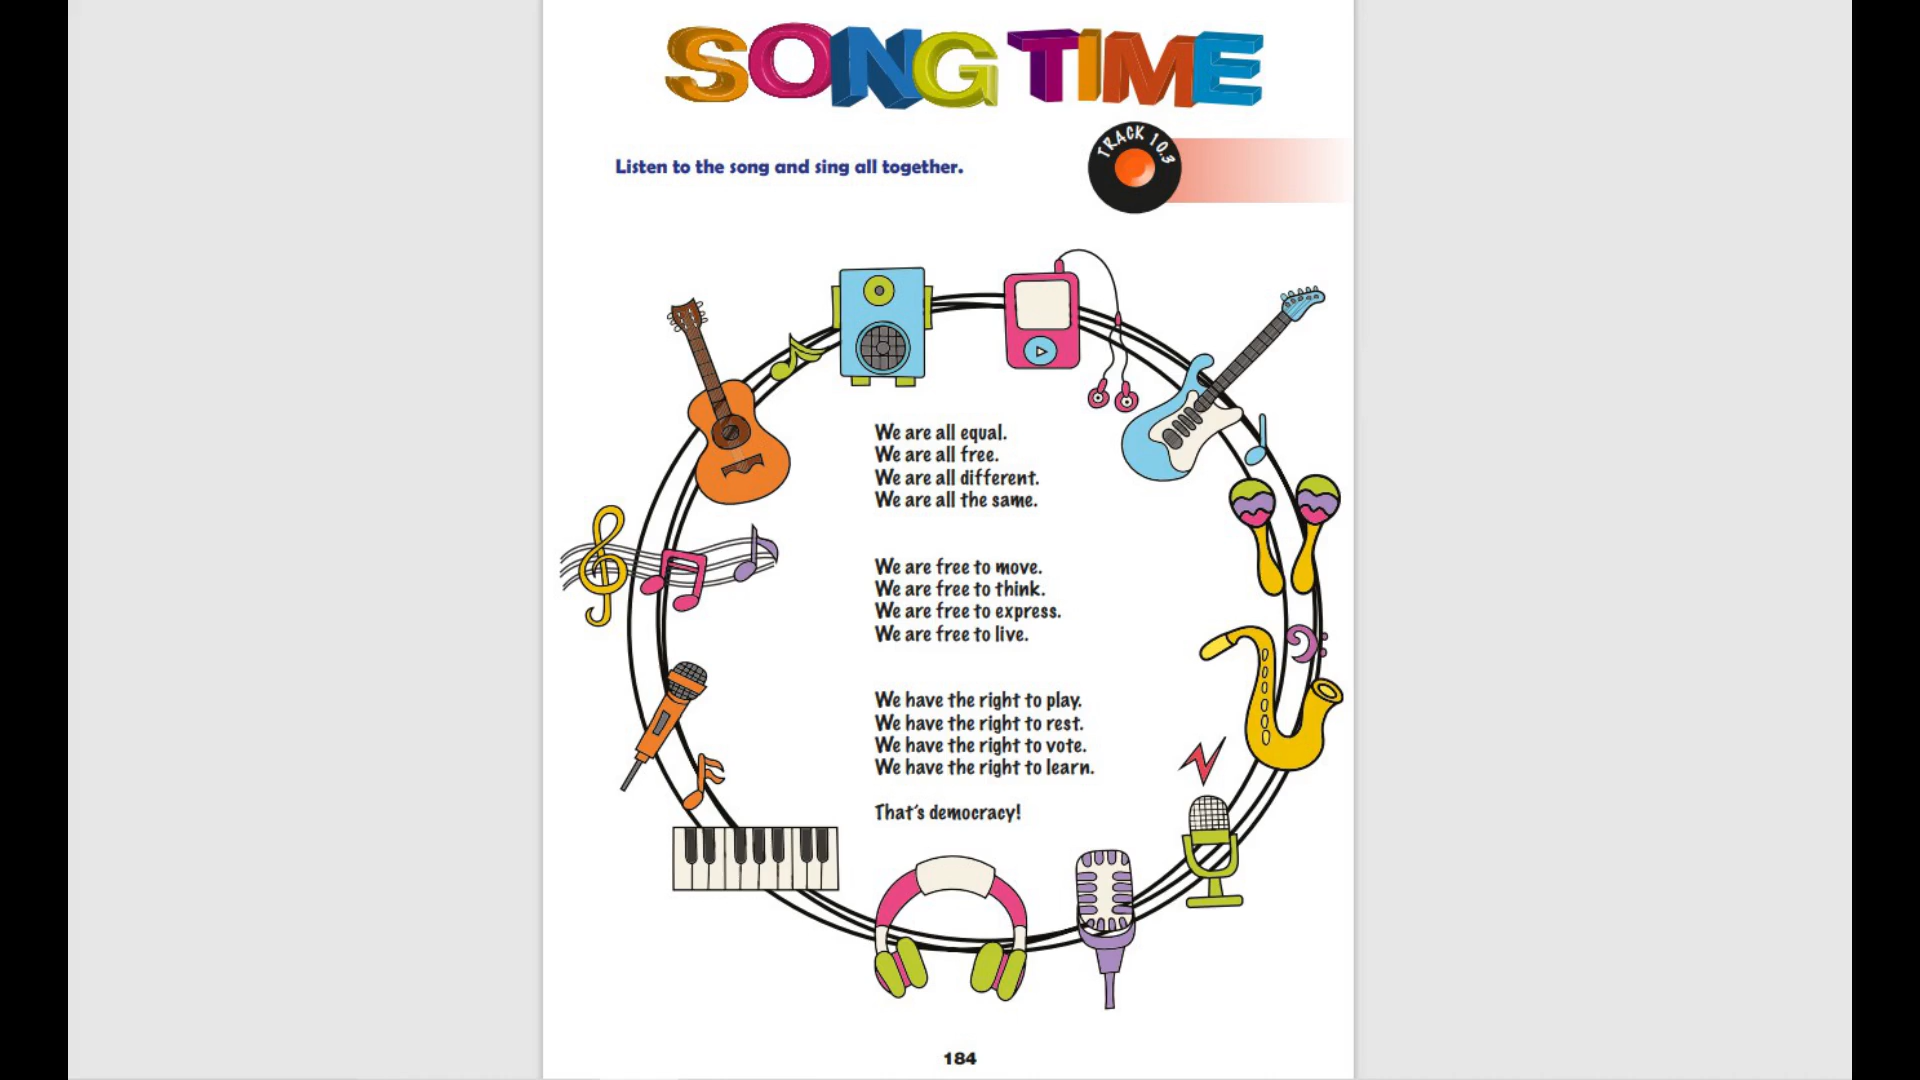 SONG TIME
TRACK 10.3
Listen to the song and sing all together.
We are all equal.
We are all free.
We are all different.
We are all the same.
We are free to move.
We are free to think.
We are free to express.
We are free to live.
We have the right to play.
We have the right to rest.
We have the right to vote.
We have the right to learn.
That's democracy!
184